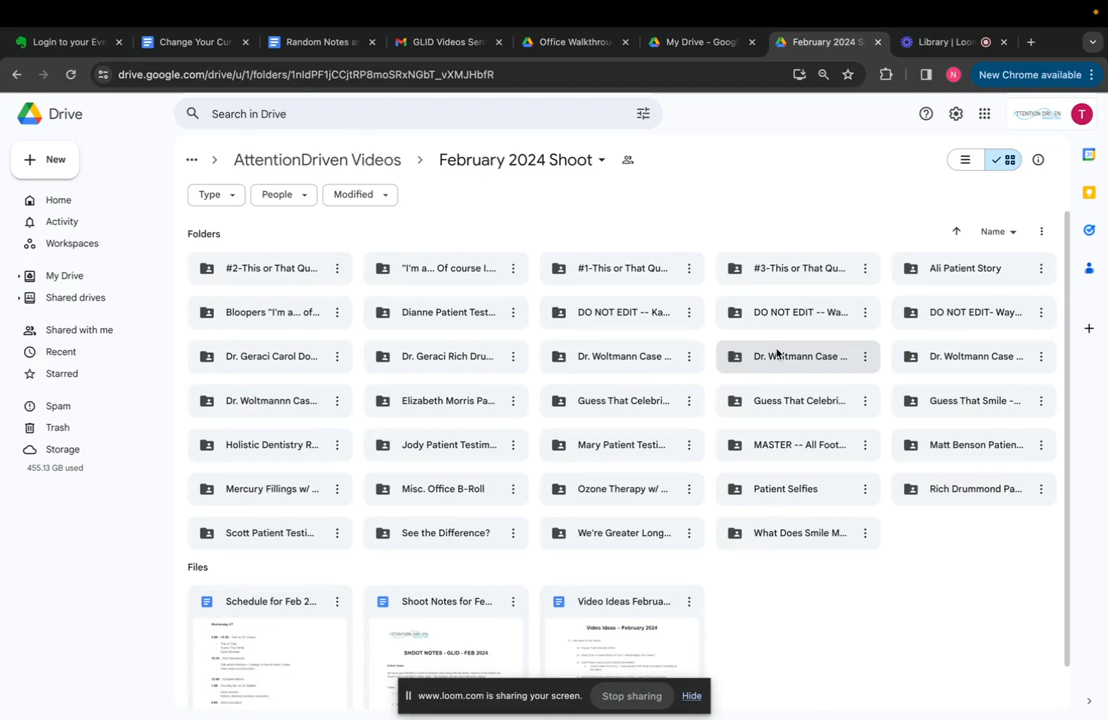 Login to your Eve
Change Your Cur
Random Notes a
GLID Videos Sen
Office Walkthrou
My Drive - Goog
February 2024 S
Library | Loom
drive.google.com/drive/u/1/folders/1nIdPF1jCCjtRP8moSRxNGbT_vXMJHbfR
N
New Chrome available
Drive
Search in Drive
ATTENTION DRIVEN
T
New
AttentionDriven Videos
February 2024 Shoot
Type
People
Modified
Home
Activity
Workspaces
My Drive
Shared drives
Shared with me
Recent
Starred
Spam
Trash
Storage
455.13 GB used
Folders
Name
#2-This or That Qu...
"I'm a... Of course I....
#1-This or That Qu...
#3-This or That Qu...
Ali Patient Story
Bloopers "I'm a... of...
Dianne Patient Test...
DO NOT EDIT -- Ka...
DO NOT EDIT -- Wa...
DO NOT EDIT- Way...
Dr. Geraci Carol Do...
Dr. Geraci Rich Dru...
Dr. Woltmann Case ...
Dr. Woltmann Case ...
Dr. Woltmann Case ...
Dr. Woltmannn Cas...
Elizabeth Morris Pa...
Guess That Celebri...
Guess That Celebri...
Guess That Smile -...
Holistic Dentistry R...
Jody Patient Testim...
Mary Patient Testi...
MASTER -- All Foot...
Matt Benson Patien...
Mercury Fillings w/ ...
Misc. Office B-Roll
Ozone Therapy w/ ...
Patient Selfies
Rich Drummond Pa...
Scott Patient Testi...
See the Difference?
We're Greater Long...
What Does Smile M...
Files
Schedule for Feb 2...
Shoot Notes for Fe...
Video Ideas Februa...
ATTENTION DRIVEN
SHOOT NOTES - GLID - FEB 2024
Video Ideas – February 2024
www.loom.com is sharing your screen.
Stop sharing
Hide